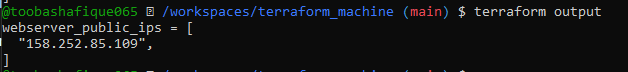 @toobashafique065 /workspaces/terraform_machine (main) $ terraform output
webserver_public_ips = [
  "158.252.85.109",
]